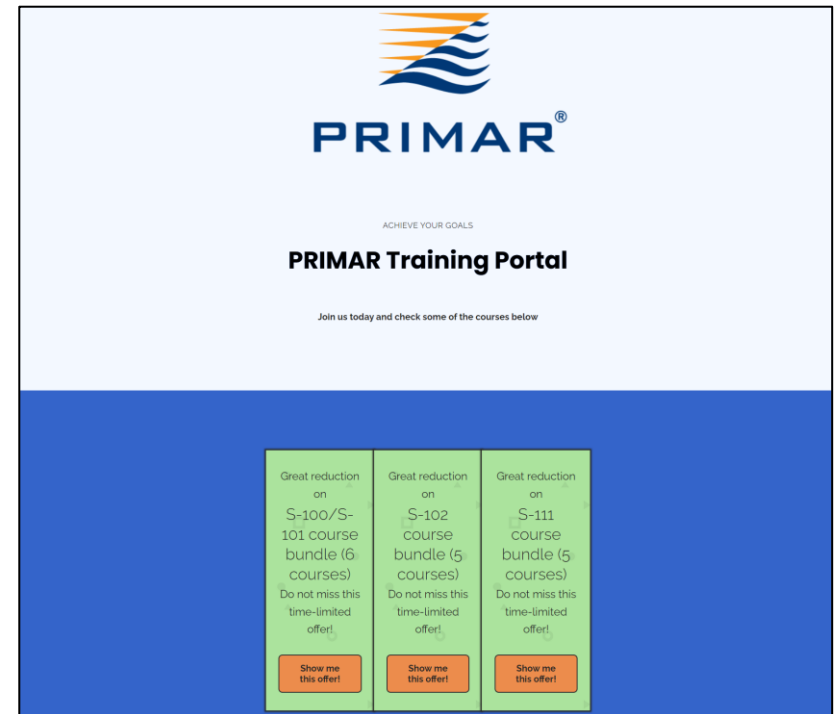 PRIMAR®
ACHIEVE YOUR GOALS
PRIMAR Training Portal
Join us today and check some of the courses below
Great reduction
on
S-100/S-
101 course
bundle (6
courses)
Do not miss this
time-limited
offer!
Show me
this offer!
Great reduction
on
S-102
course
bundle (5
courses)
Do not miss this
time-limited
offer!
Show me
this offer!
Great reduction
on
S-111
course
bundle (5
courses)
Do not miss this
time-limited
offer!
Show me
this offer!